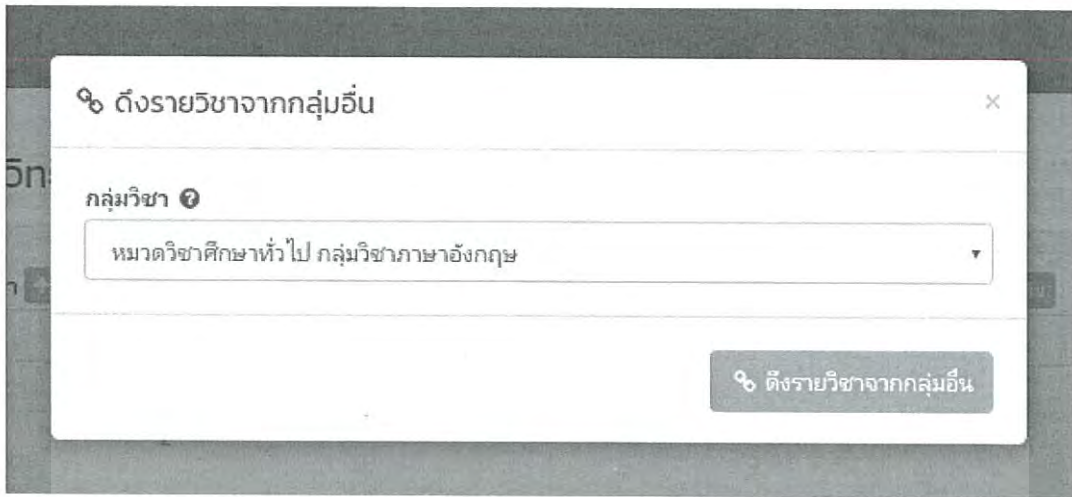 ดึงรายวิชาจากกลุ่มอื่น
กลุ่มวิชา
หมวดวิชาศึกษาทั่วไป กลุ่มวิชาภาษาอังกฤษ
ดึงรายวิชาจากกลุ่มอื่น